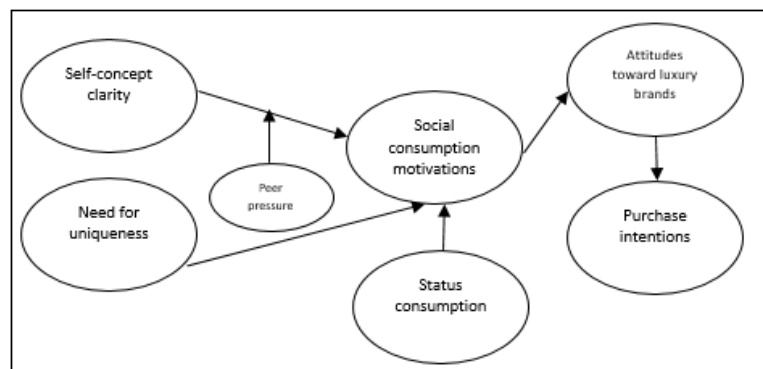 Self-concept
clarity
Peer
pressure
Need for
uniqueness
Social
consumption
motivations
Status
consumption
Attitudes
toward luxury
brands
Purchase
intentions